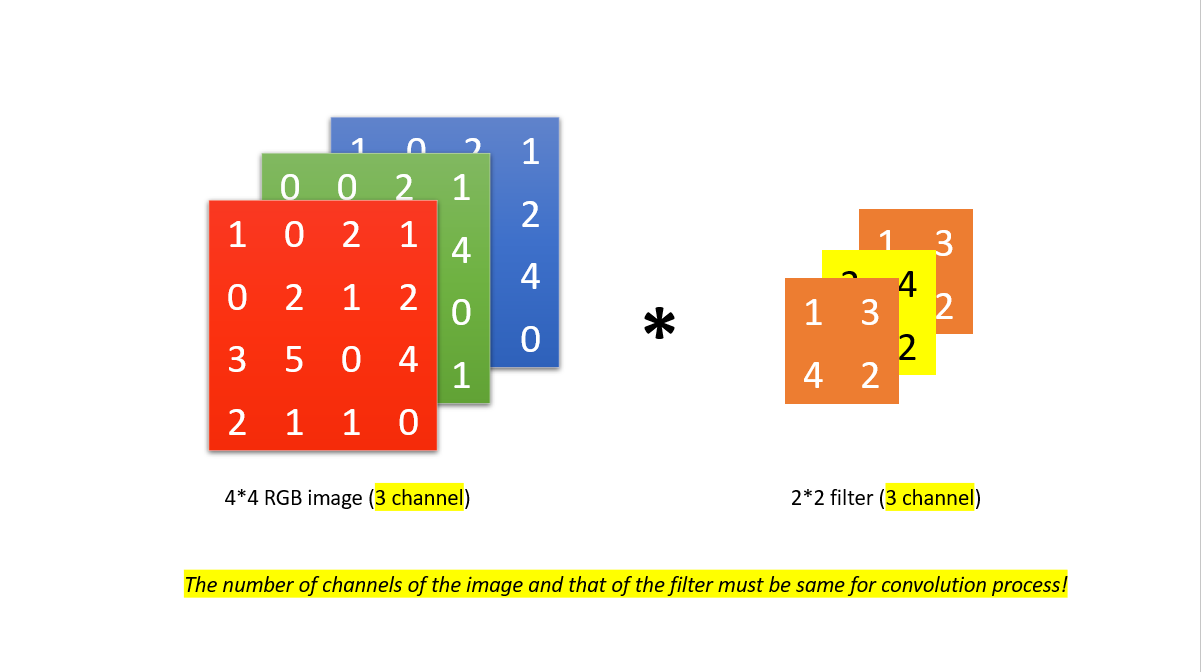 1 0 2 1
2
4
0
0 0 2 1
4
0
1
1 0 2 1
0 2 1 2
3 5 0 4
2 1 1 0
*
1 3
2
4
2
1 3
4 2
4*4 RGB image (3 channel)
2*2 filter (3 channel)
The number of channels of the image and that of the filter must be same for convolution process!